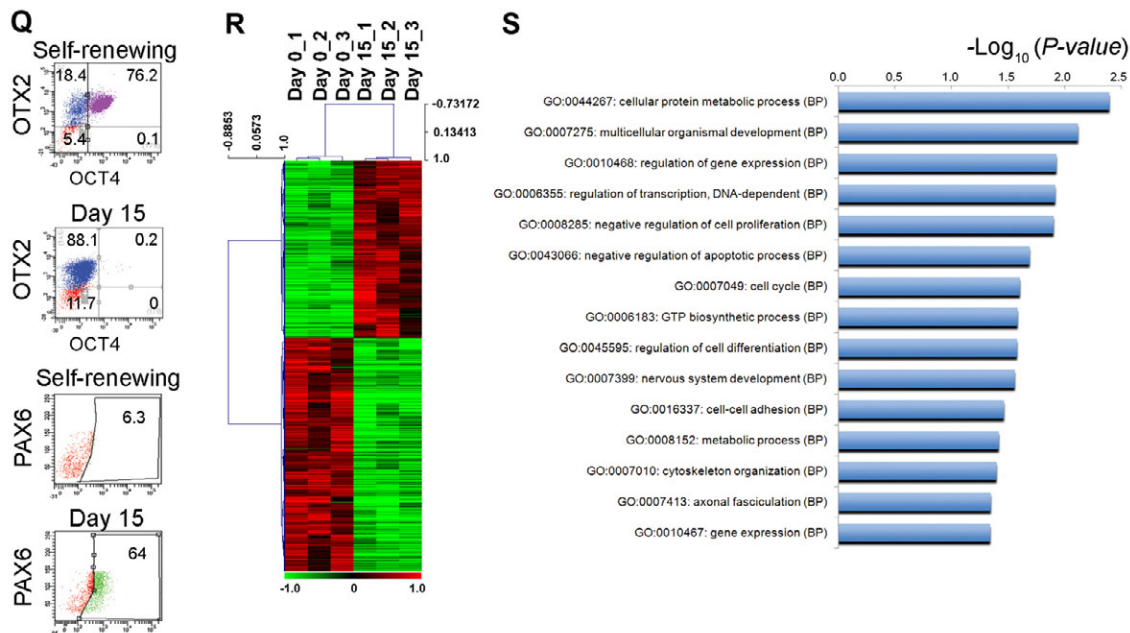 Q
Self-renewing
18.4 76.2
5.4 0.1
OTX2
OCT4
Day 15
88.1 0.2
11.7 0
OTX2
OCT4
Self-renewing
6.3
PAX6
Day 15
64
PAX6
R
Day 0_1
Day 0_2
Day 0_3
Day 15_1
Day 15_2
Day 15_3
-0.8853
0.0573
1.0
-0.73172
0.13413
1.0
-1.0 0 1.0
S
-Log10 (P-value)
0.0 0.5 1.0 1.5 2.0 2.5
GO:0044267: cellular protein metabolic process (BP)
GO:0007275: multicellular organismal development (BP)
GO:0010468: regulation of gene expression (BP)
GO:0006355: regulation of transcription, DNA-dependent (BP)
GO:0008285: negative regulation of cell proliferation (BP)
GO:0043066: negative regulation of apoptotic process (BP)
GO:0007049: cell cycle (BP)
GO:0006183: GTP biosynthetic process (BP)
GO:0045595: regulation of cell differentiation (BP)
GO:0007399: nervous system development (BP)
GO:0016337: cell-cell adhesion (BP)
GO:0008152: metabolic process (BP)
GO:0007010: cytoskeleton organization (BP)
GO:0007413: axonal fasciculation (BP)
GO:0010467: gene expression (BP)